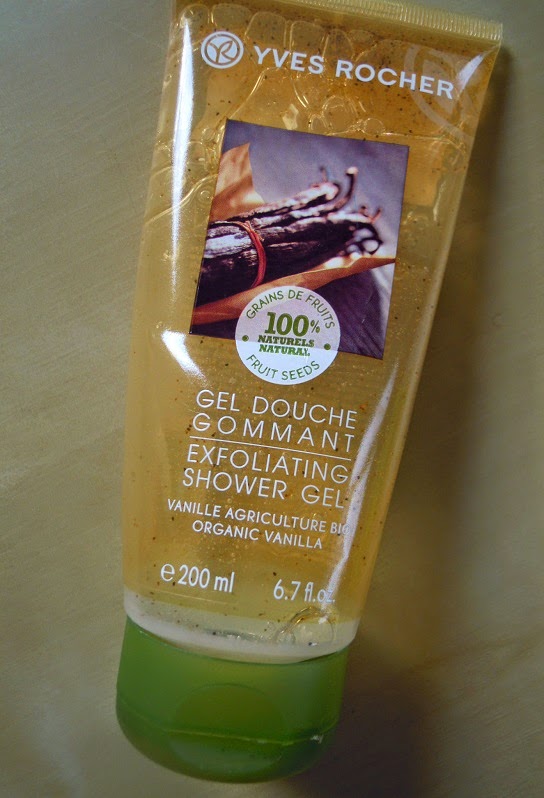 YR YVES ROCHER
GRAINS DE FRUITS
100%
NATURELS
NATURAL
FRUIT SEEDS
GEL DOUCHE
GOMMANT
EXFOLIATING
SHOWER GEL
VANILLE AGRICULTURE BIO
ORGANIC VANILLA
e 200 ml 6.7 fl.oz.